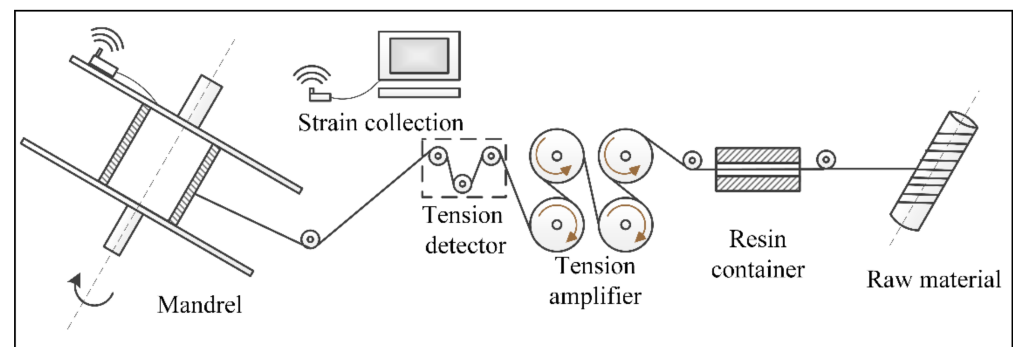 Strain collection
Tension
detector
Tension
amplifier
Resin
container
Raw material
Mandrel